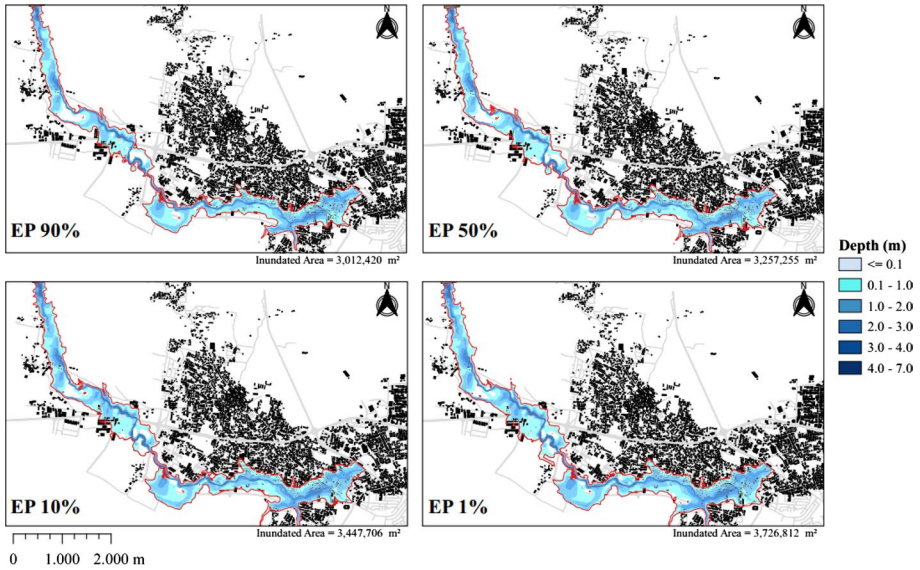 N
N
EP 90%
EP 50%
Inundated Area = 3,012,420 m²
Inundated Area = 3,257,255 m²
Depth (m)
<= 0.1
0.1 - 1.0
1.0 - 2.0
2.0 - 3.0
3.0 - 4.0
4.0 - 7.0
N
N
EP 10%
EP 1%
Inundated Area = 3,447,706 m²
Inundated Area = 3,726,812 m²
0 1.000 2.000 m